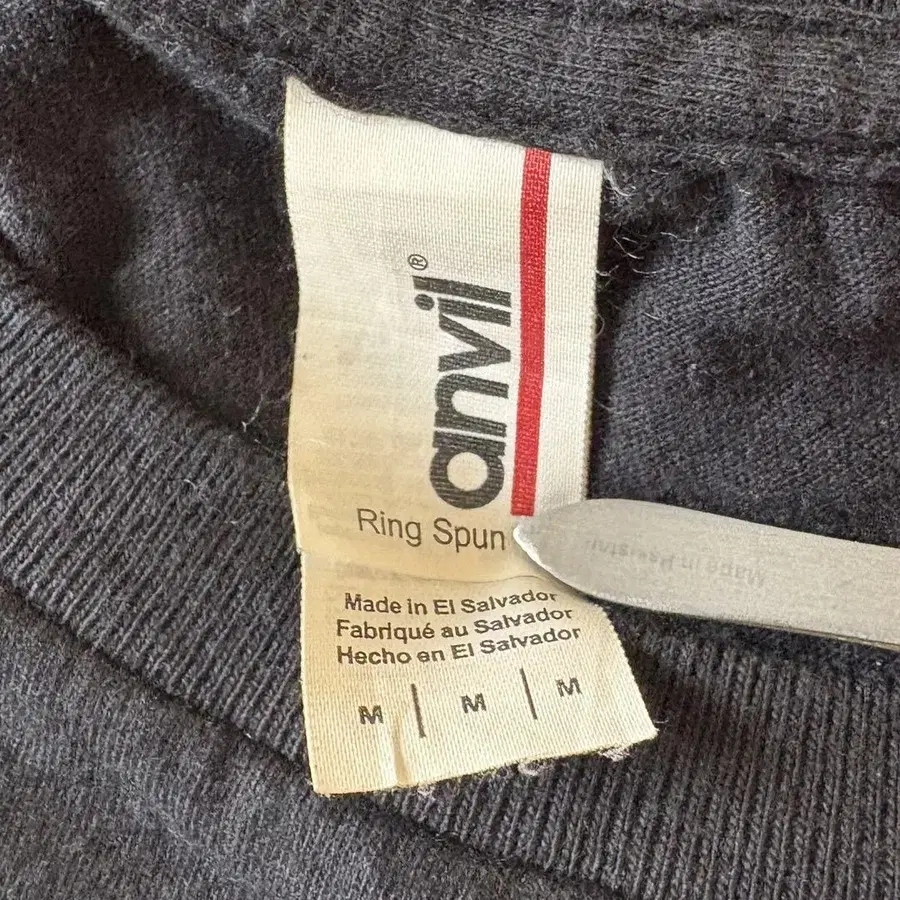 anvil®
Ring Spun
Made in El Salvador
Fabriqué au Salvador
Hecho en El Salvador
M | M | M
Made in Pakistan